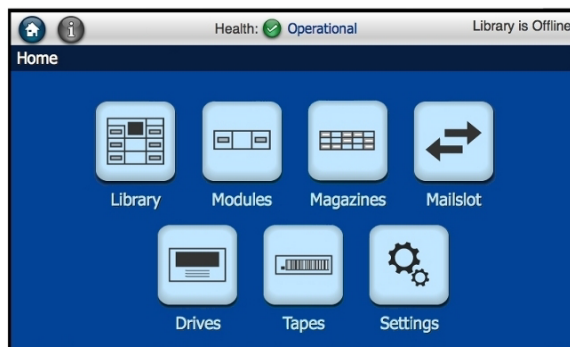 Health: Operational Library is Offline
Home
Library Modules Magazines Mailslot
Drives Tapes Settings